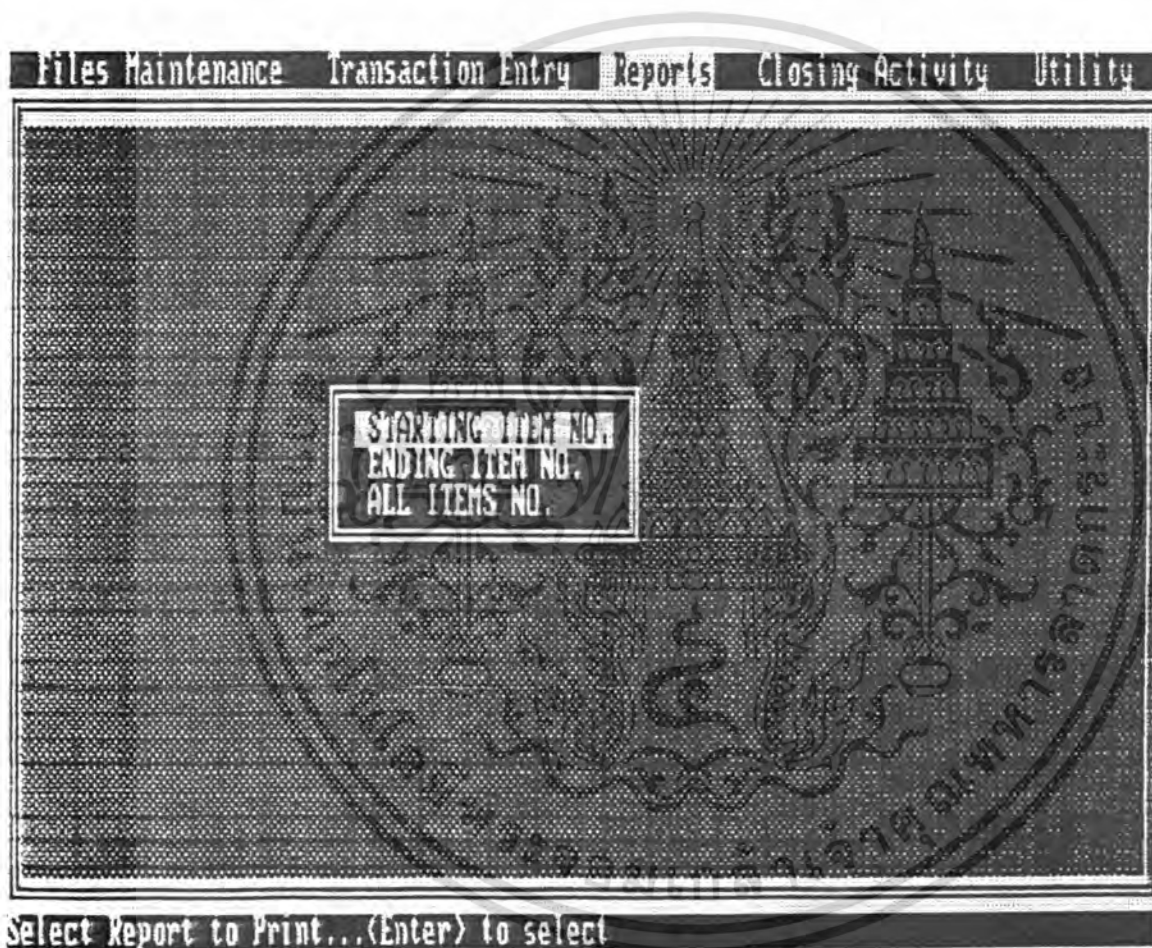 Files Maintenance Transaction Entry Reports Closing Activity Utility
STARTING ITEM NO.
ENDING ITEM NO.
ALL ITEMS NO.
Select Report to Print...(Enter) to select